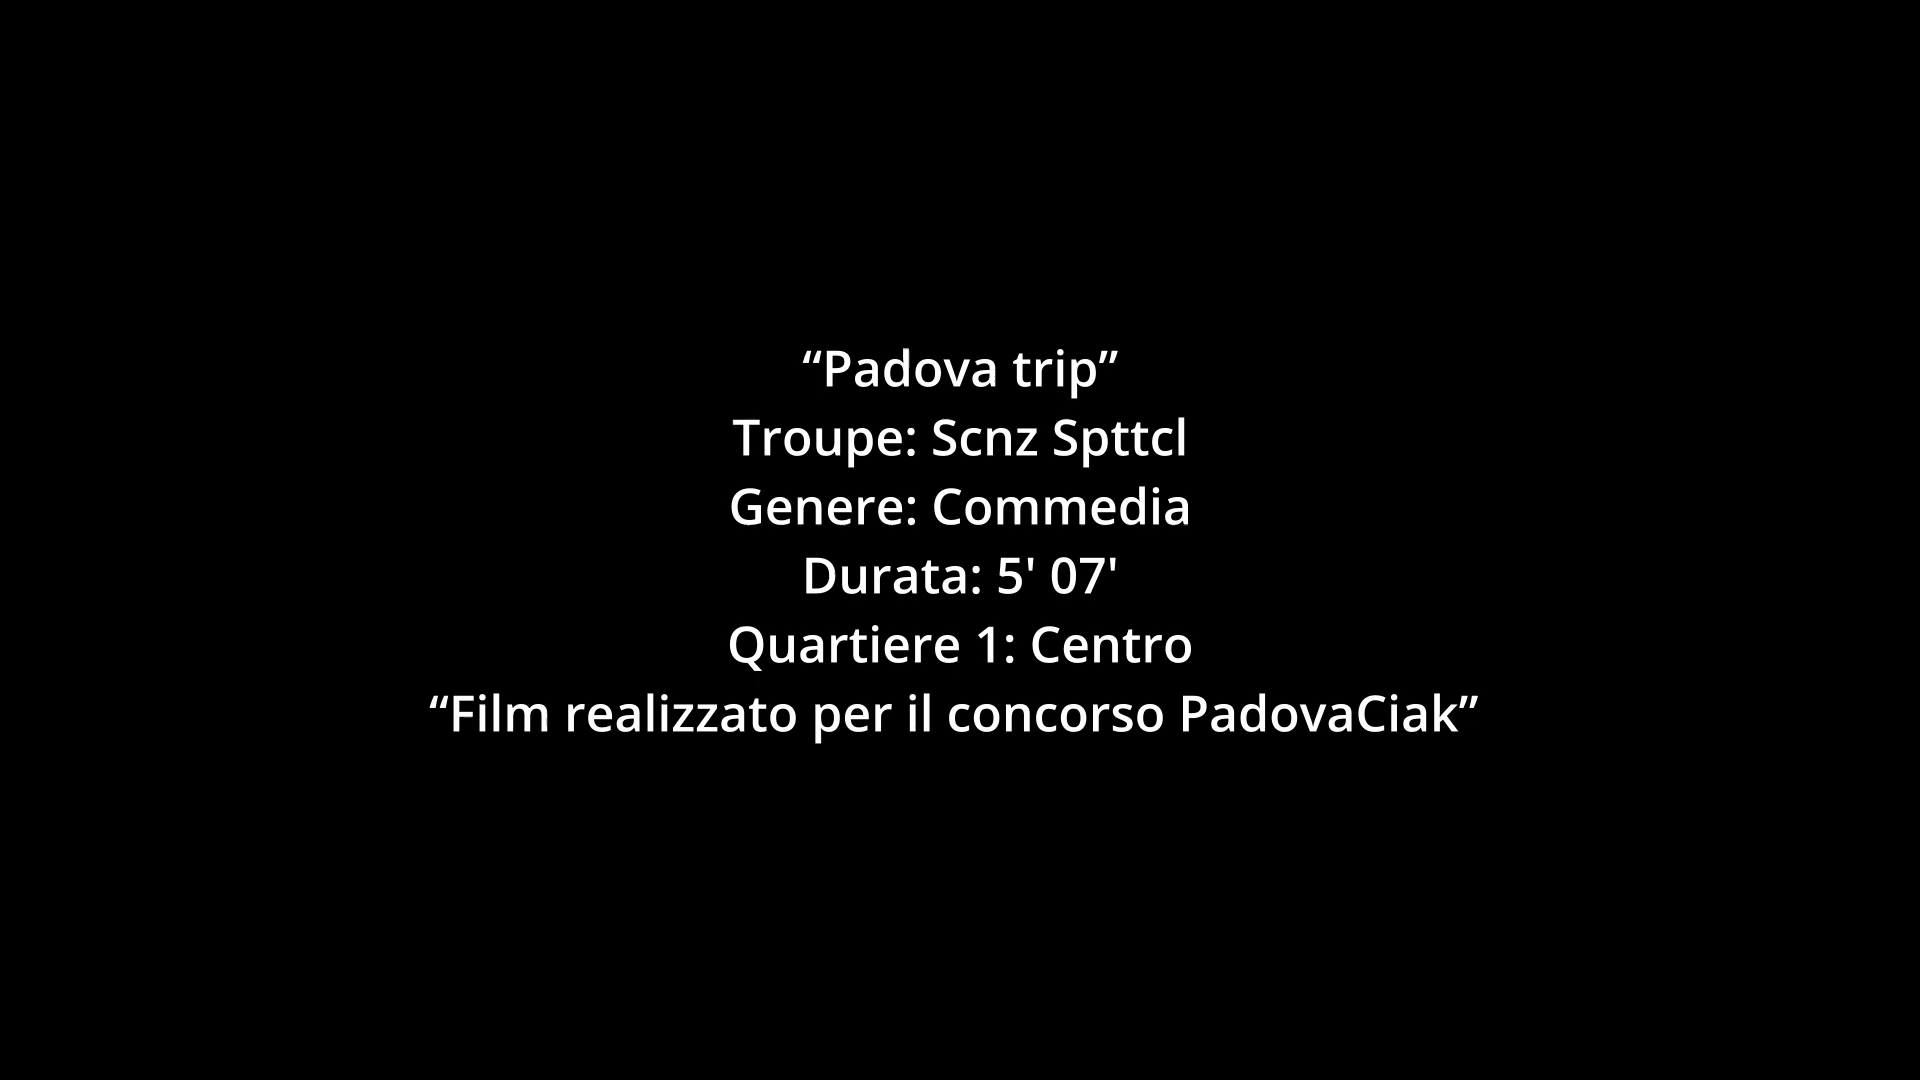 “Padova trip”
Troupe: Scnz Spttcl
Genere: Commedia
Durata: 5' 07'
Quartiere 1: Centro
“Film realizzato per il concorso PadovaCiak”